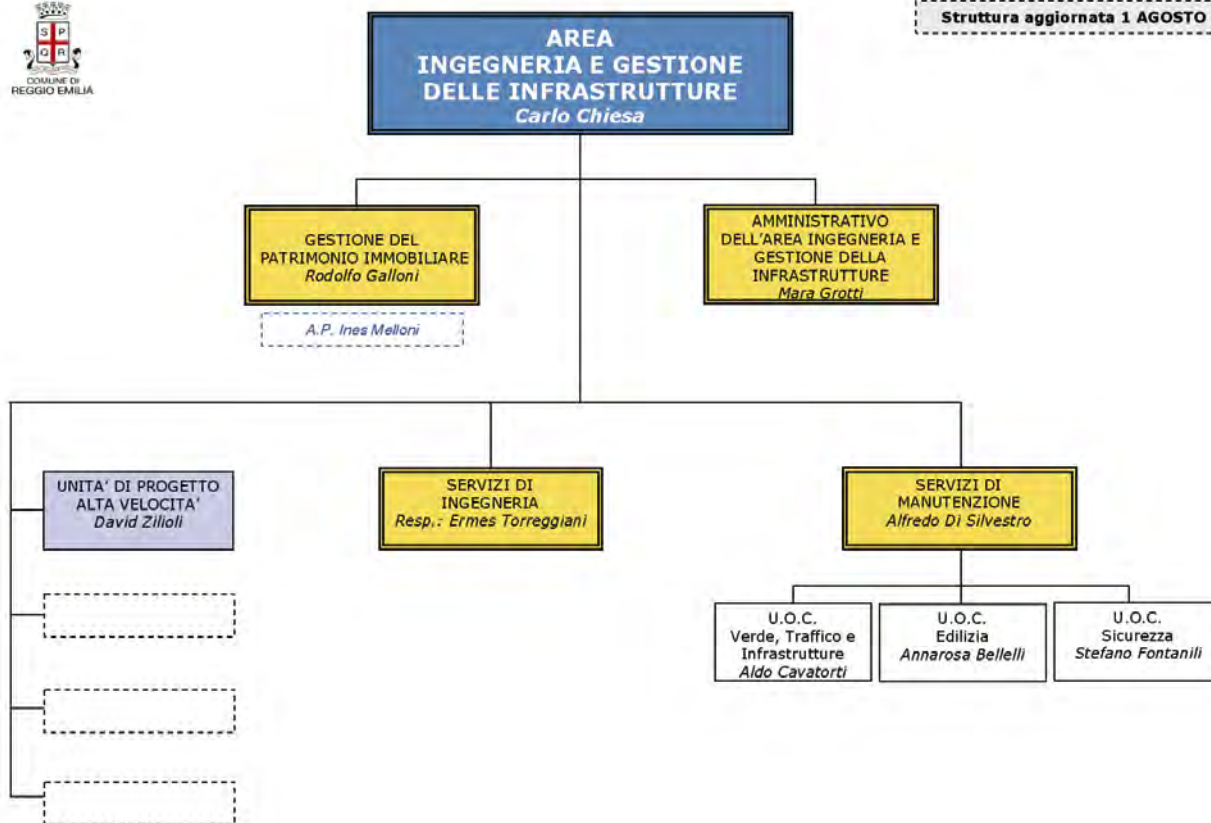 S P
Q R
COMUNE DI
REGGIO EMILIA
Struttura aggiornata 1 AGOSTO
AREA
INGEGNERIA E GESTIONE
DELLE INFRASTRUTTURE
Carlo Chiesa
GESTIONE DEL
PATRIMONIO IMMOBILIARE
Rodolfo Galloni
A.P. Ines Melloni
AMMINISTRATIVO
DELL'AREA INGEGNERIA E
GESTIONE DELLA
INFRASTRUTTURE
Mara Grotti
UNITA' DI PROGETTO
ALTA VELOCITA'
David Zilioli
SERVIZI DI
INGEGNERIA
Resp.: Ermes Torreggiani
SERVIZI DI
MANUTENZIONE
Alfredo Di Silvestro
U.O.C.
Verde, Traffico e
Infrastrutture
Aldo Cavatorti
U.O.C.
Edilizia
Annarosa Bellelli
U.O.C.
Sicurezza
Stefano Fontanili